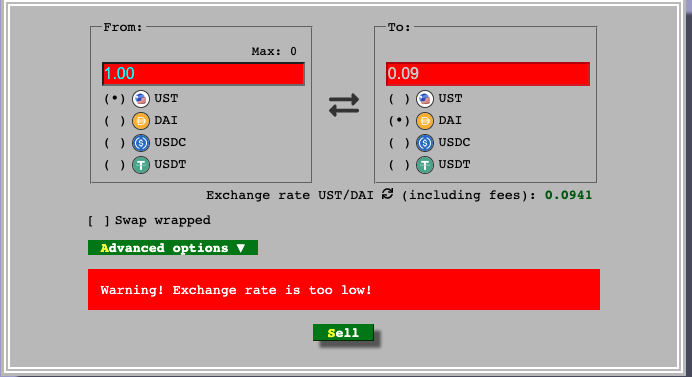 From:
Max: 0
1.00
(•) UST
( ) DAI
( ) USDC
( ) USDT
To:
0.09
( ) UST
(•) DAI
( ) USDC
( ) USDT
Exchange rate UST/DAI (including fees): 0.0941
[ ] Swap wrapped
Advanced options ▼
Warning! Exchange rate is too low!
Sell